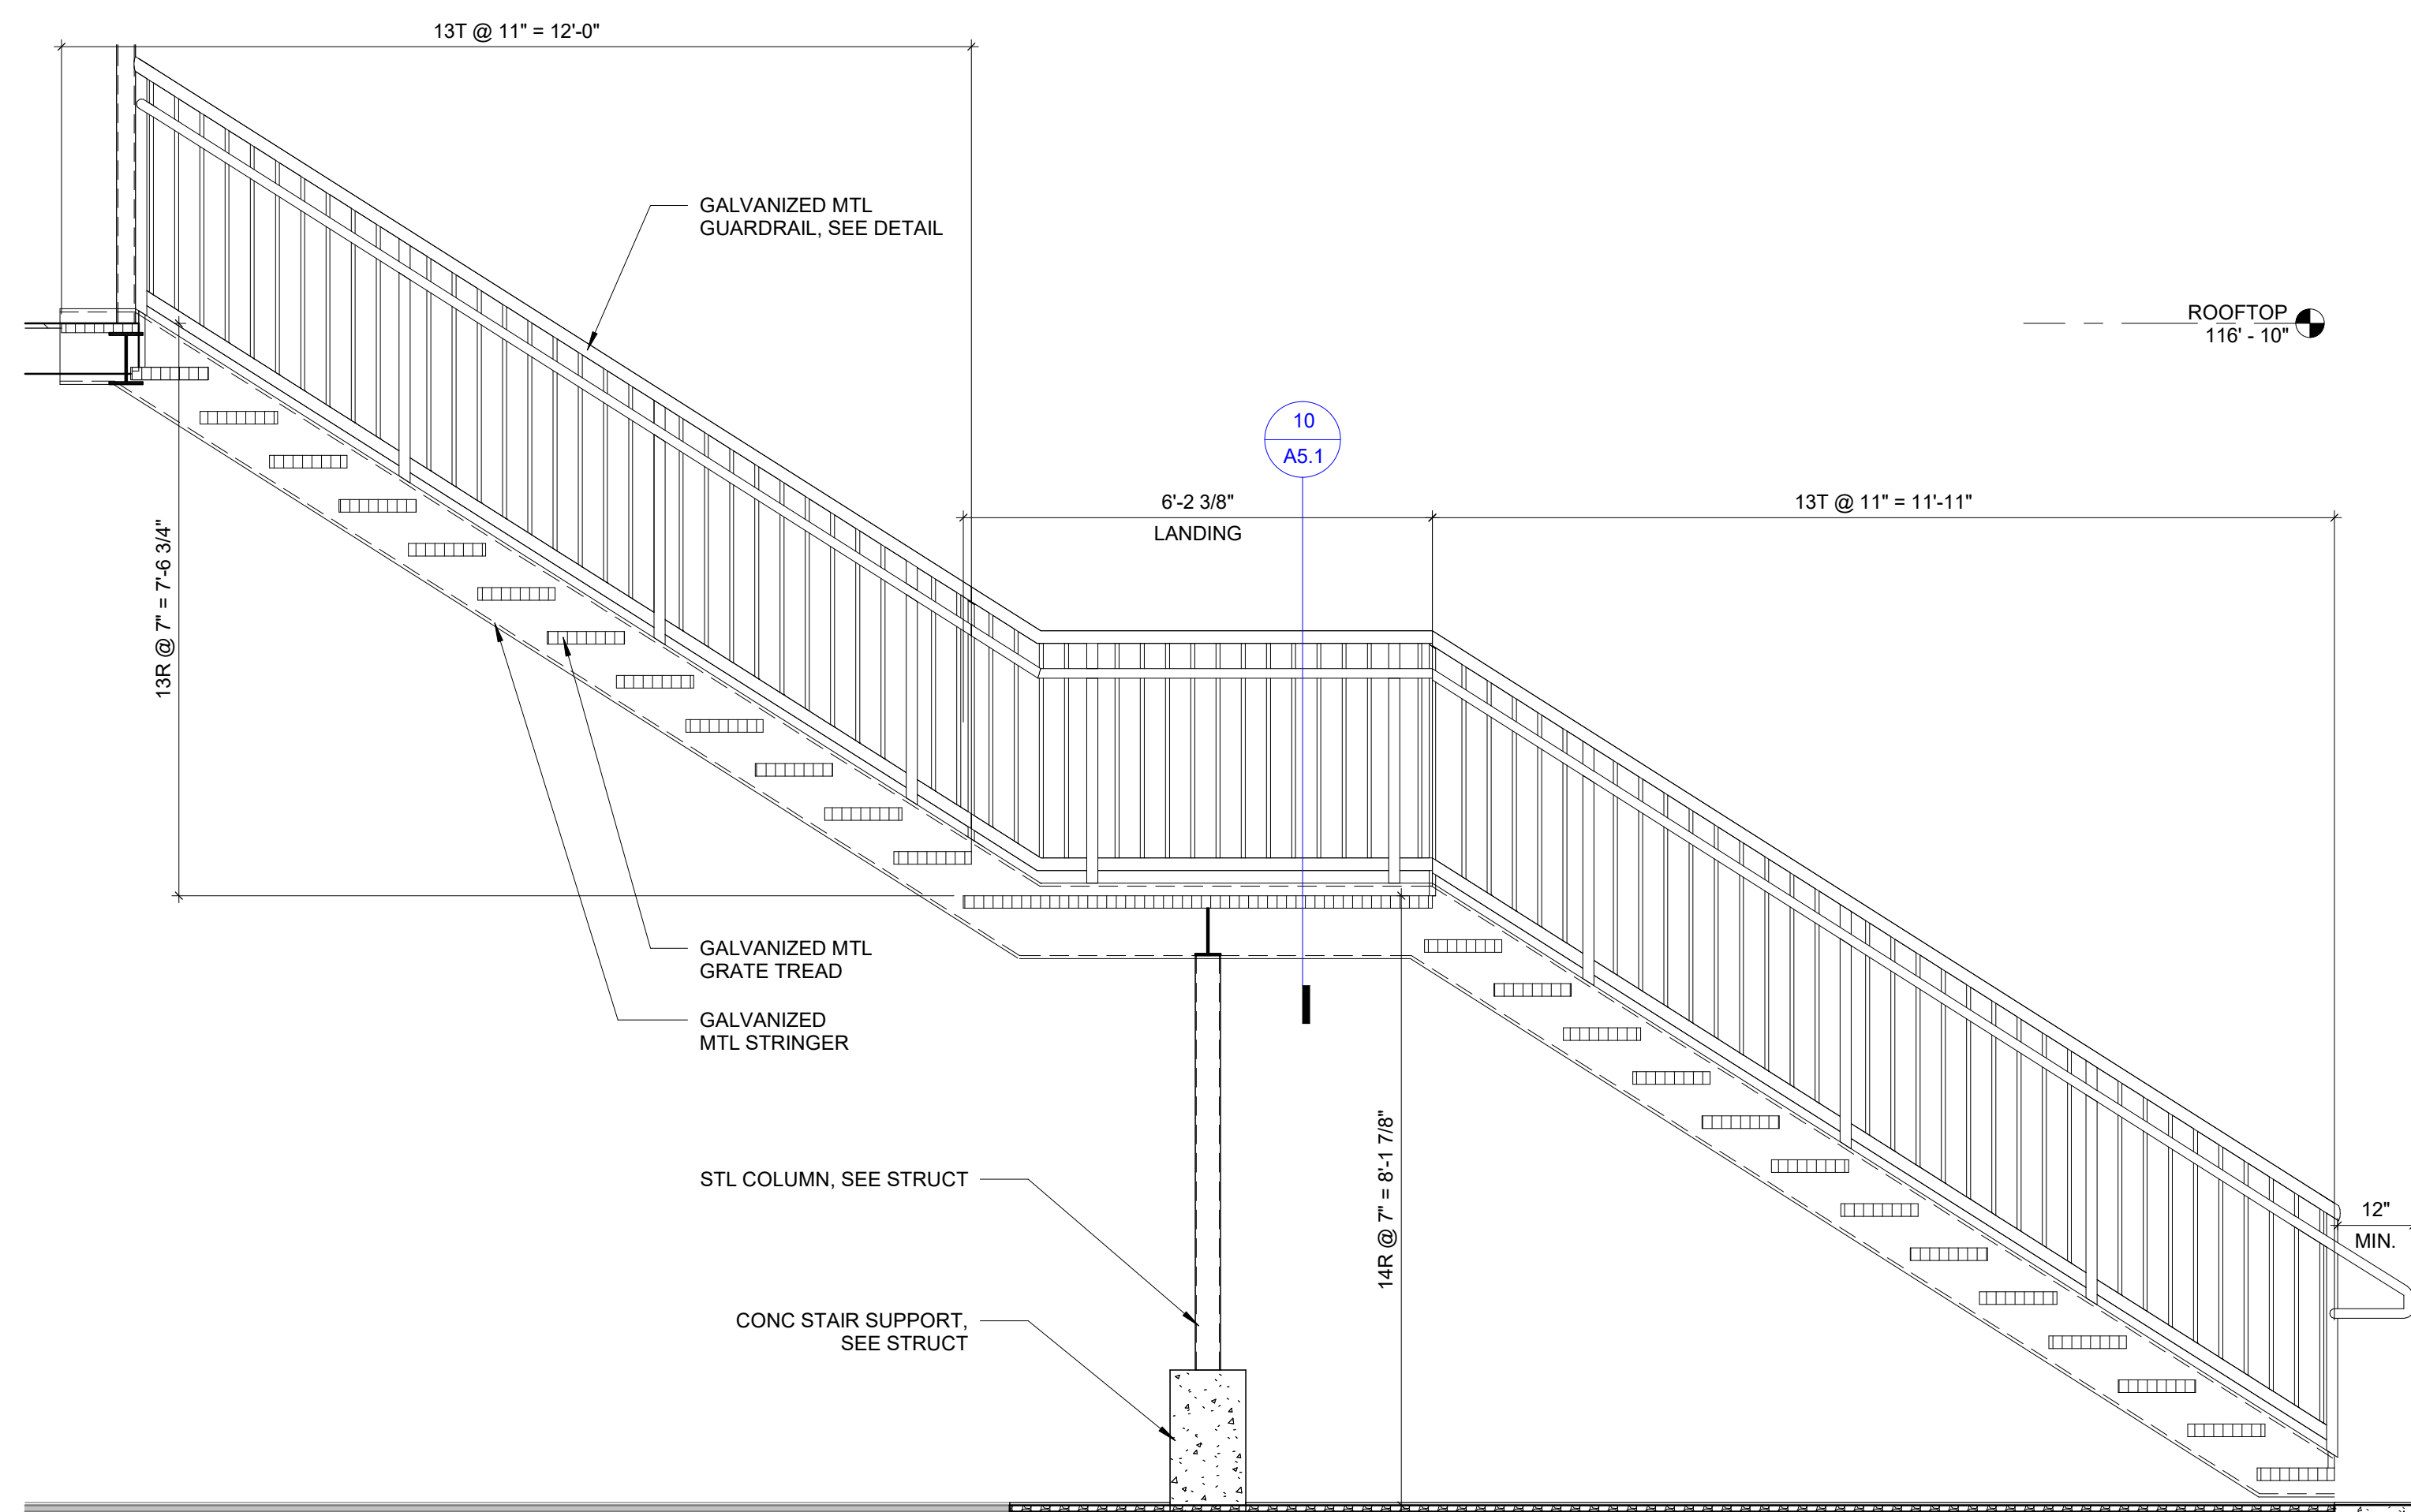 13T @ 11" = 12'-0"
GALVANIZED MTL
GUARDRAIL, SEE DETAIL
ROOFTOP
116' - 10"
10
A5.1
6'-2 3/8"
LANDING
13T @ 11" = 11'-11"
13R @ 7" = 7'-6 3/4"
GALVANIZED MTL
GRATE TREAD
GALVANIZED
MTL STRINGER
STL COLUMN, SEE STRUCT
14R @ 7" = 8'-1 7/8"
12"
MIN.
CONC STAIR SUPPORT,
SEE STRUCT